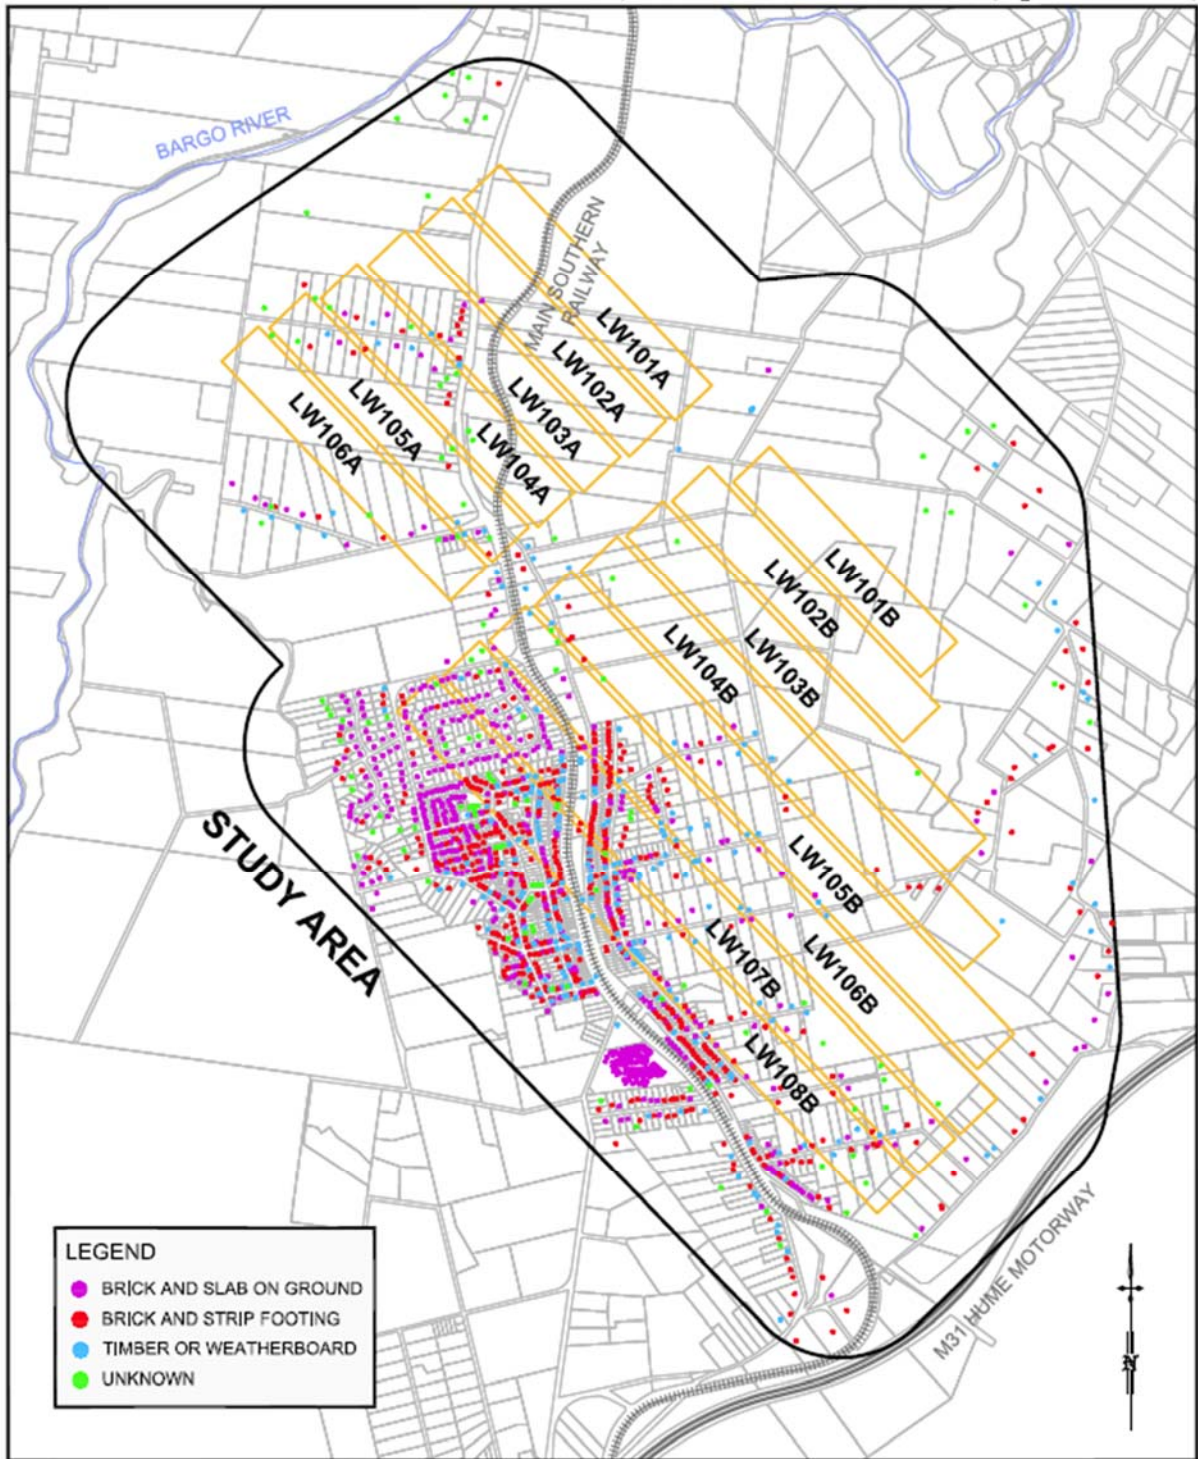 BARGO RIVER
MAIN SOUTHERN
RAILWAY
LW101A
LW102A
LW103A
LW104A
LW105A
LW106A
LW101B
LW102B
LW103B
LW104B
LW105B
LW106B
LW107B
LW108B
STUDY AREA
M31 HUME MOTORWAY
LEGEND
BRICK AND SLAB ON GROUND
BRICK AND STRIP FOOTING
TIMBER OR WEATHERBOARD
UNKNOWN
N